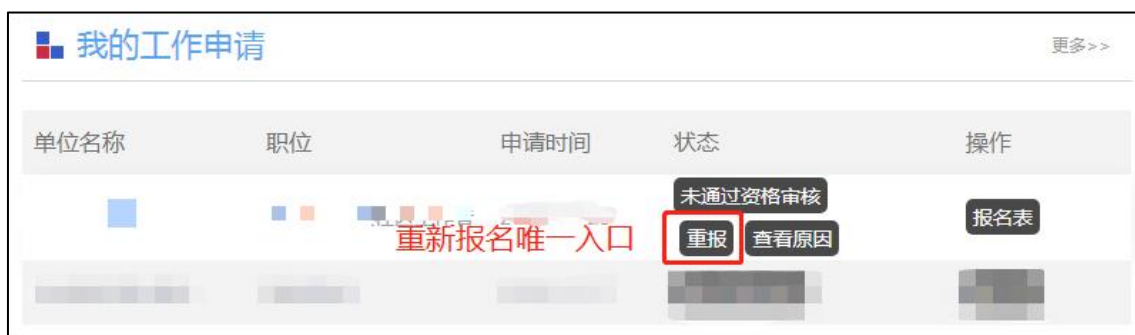 我的工作申请
更多>>
单位名称 职位 申请时间 状态 操作
未通过资格审核
重新报名唯一入口 重报 查看原因 报名表